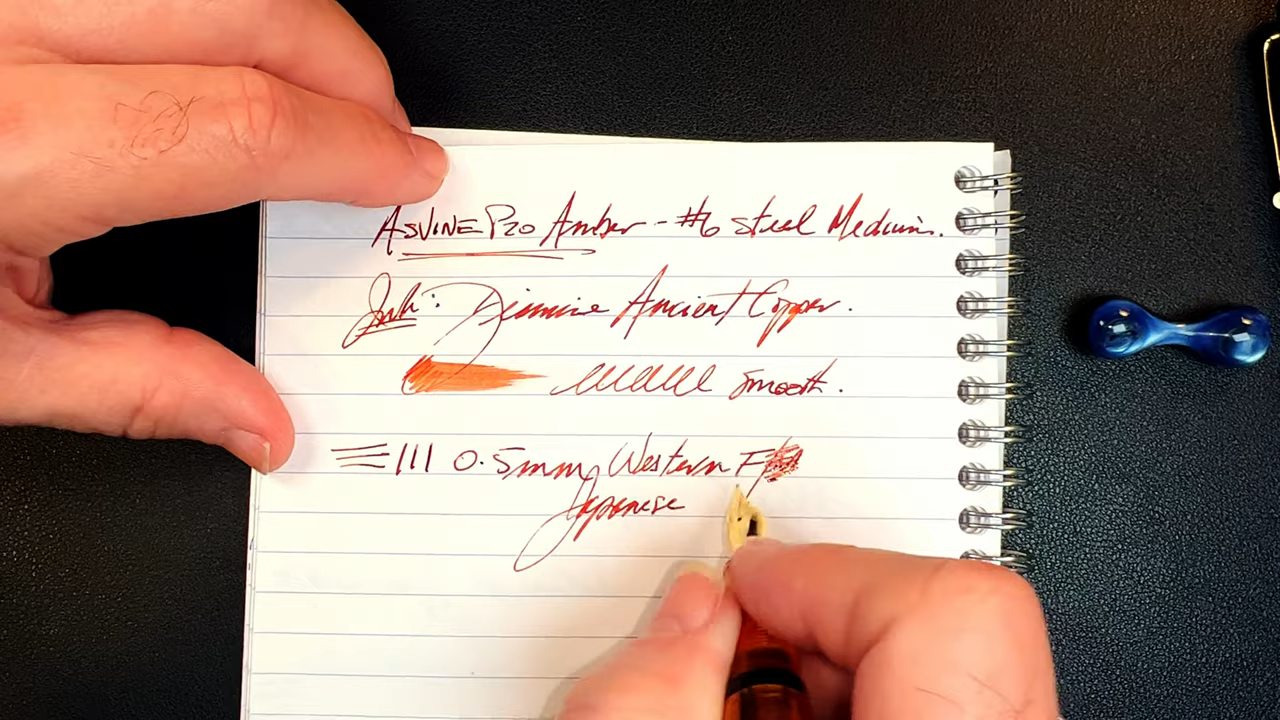 ASVINE P20 Amber - #6 steel Medium.
Ink: Diamine Ancient Copper.
smooth.
0.5mm Western F
Japanese